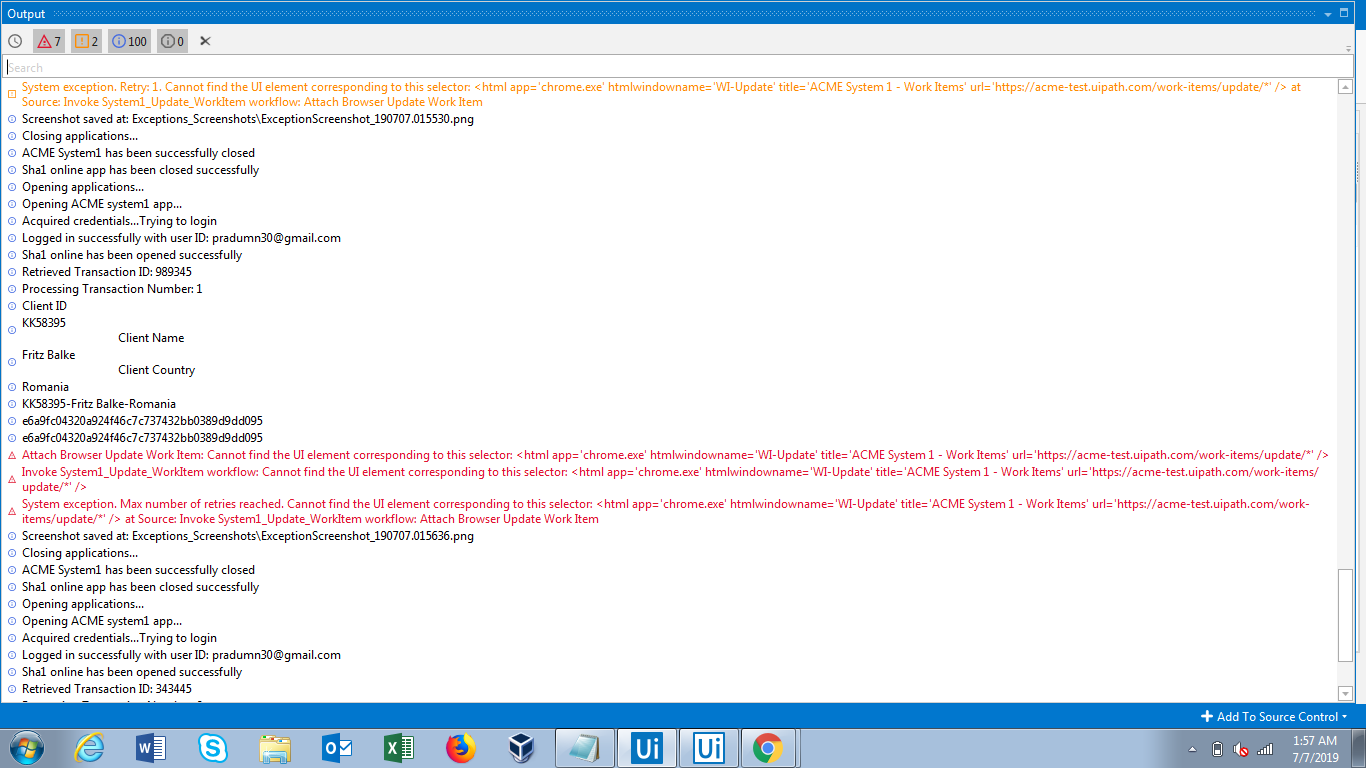 Output
7
2
100
0
Search
System exception. Retry: 1. Cannot find the UI element corresponding to this selector: <html app='chrome.exe' htmlwindowname='WI-Update' title='ACME System 1 - Work Items' url='https://acme-test.uipath.com/work-items/update/*' /> at
Source: Invoke System1_Update_WorkItem workflow: Attach Browser Update Work Item
Screenshot saved at: Exceptions_Screenshots\ExceptionScreenshot_190707.015530.png
Closing applications...
ACME System1 has been successfully closed
Sha1 online app has been closed successfully
Opening applications...
Opening ACME system1 app...
Acquired credentials...Trying to login
Logged in successfully with user ID: pradumn30@gmail.com
Sha1 online has been opened successfully
Retrieved Transaction ID: 989345
Processing Transaction Number: 1
Client ID
KK58395
Client Name
Fritz Balke
Client Country
Romania
KK58395-Fritz Balke-Romania
e6a9fc04320a924f46c7c737432bb0389d9dd095
e6a9fc04320a924f46c7c737432bb0389d9dd095
Attach Browser Update Work Item: Cannot find the UI element corresponding to this selector: <html app='chrome.exe' htmlwindowname='WI-Update' title='ACME System 1 - Work Items' url='https://acme-test.uipath.com/work-items/update/*' />
Invoke System1_Update_WorkItem workflow: Cannot find the UI element corresponding to this selector: <html app='chrome.exe' htmlwindowname='WI-Update' title='ACME System 1 - Work Items' url='https://acme-test.uipath.com/work-items/
update/*' />
System exception. Max number of retries reached. Cannot find the UI element corresponding to this selector: <html app='chrome.exe' htmlwindowname='WI-Update' title='ACME System 1 - Work Items' url='https://acme-test.uipath.com/work-
items/update/*' /> at Source: Invoke System1_Update_WorkItem workflow: Attach Browser Update Work Item
Screenshot saved at: Exceptions_Screenshots\ExceptionScreenshot_190707.015636.png
Closing applications...
ACME System1 has been successfully closed
Sha1 online app has been closed successfully
Opening applications...
Opening ACME system1 app...
Acquired credentials...Trying to login
Logged in successfully with user ID: pradumn30@gmail.com
Sha1 online has been opened successfully
Retrieved Transaction ID: 343445
Add To Source Control
Ui
Ui
1:57 AM
7/7/2019